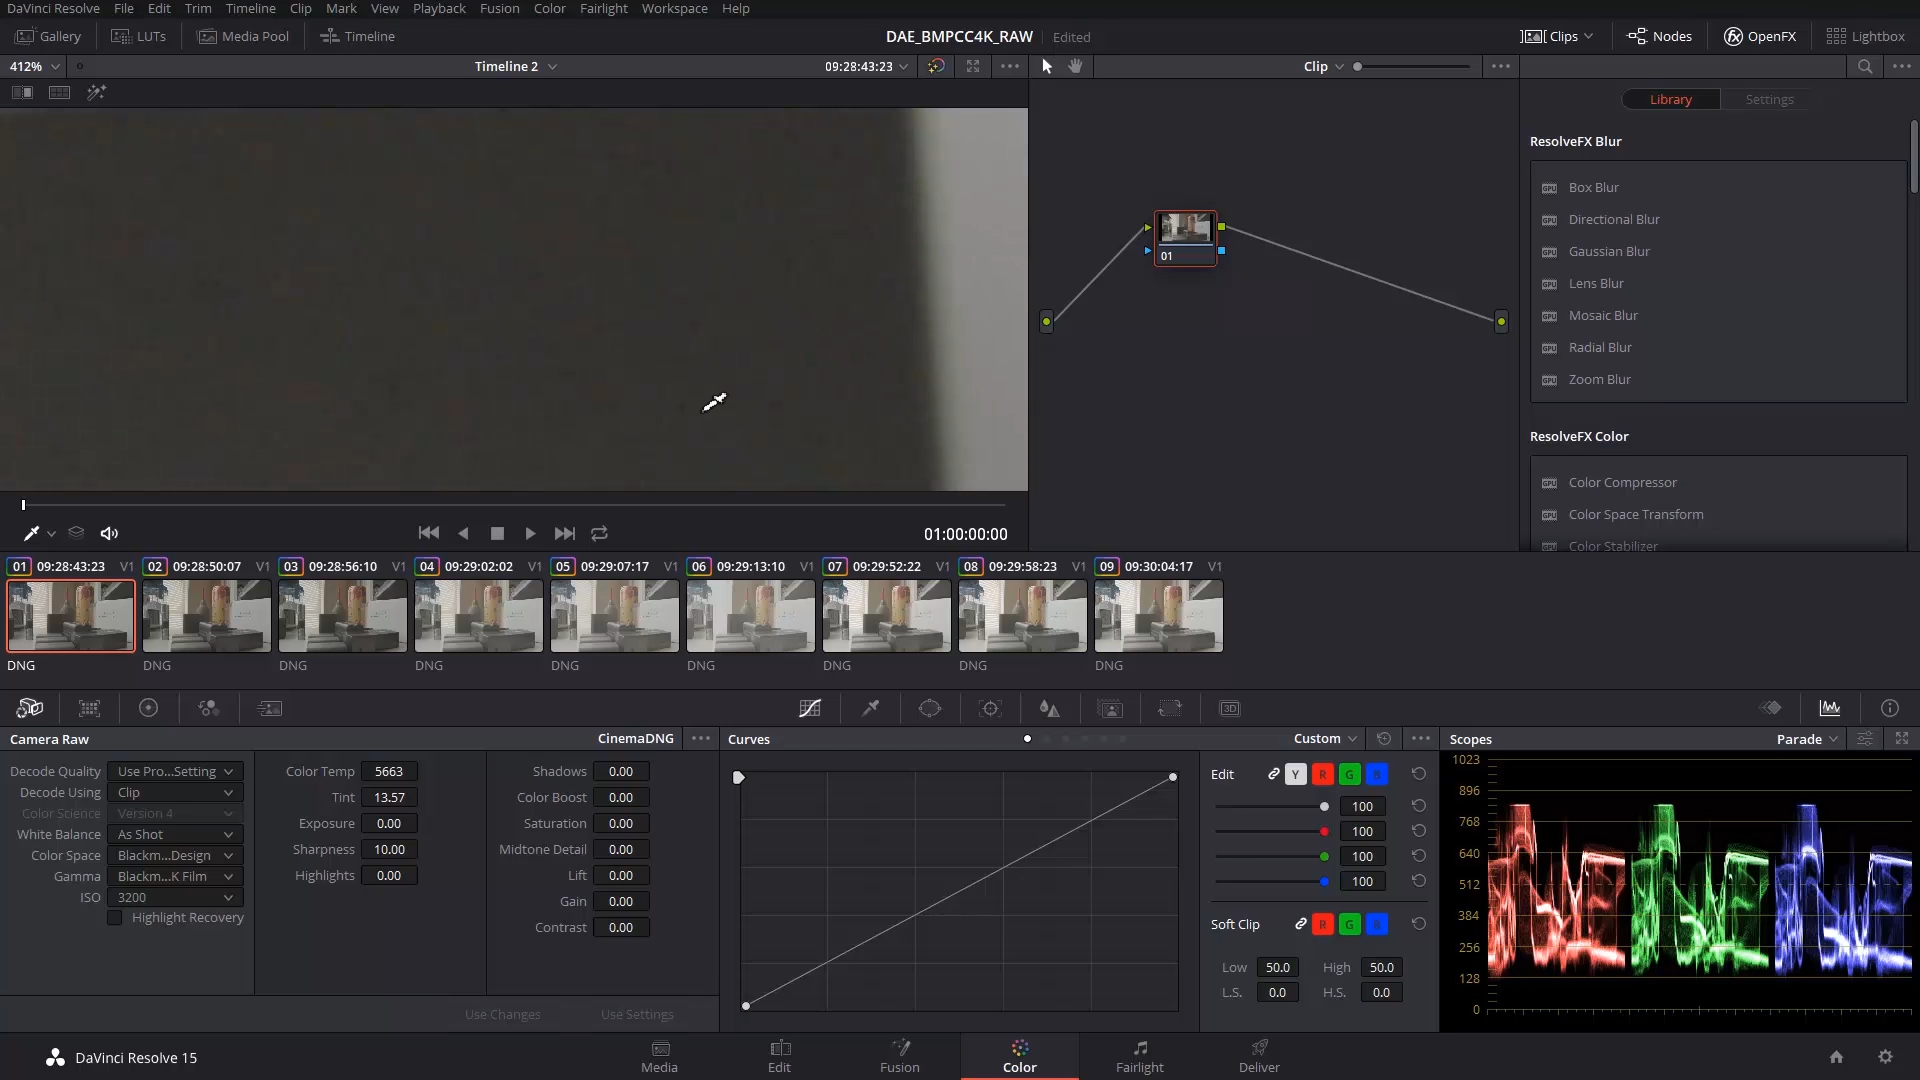 DaVinci Resolve File Edit Trim Timeline Clip Mark View Playback Fusion Color Fairlight Workspace Help
Gallery LUTs Media Pool Timeline DAE_BMPCC4K_RAW Edited Clips Nodes OpenFX Lightbox
412% Timeline 2 09:28:43:23 Clip
Library Settings
ResolveFX Blur
Box Blur
Directional Blur
Gaussian Blur
Lens Blur
Mosaic Blur
Radial Blur
Zoom Blur
ResolveFX Color
Color Compressor
Color Space Transform
Color Stabilizer
01
01:00:00:00
01 09:28:43:23 V1 02 09:28:50:07 V1 03 09:28:56:10 V1 04 09:29:02:02 V1 05 09:29:07:17 V1 06 09:29:13:10 V1 07 09:29:52:22 V1 08 09:29:58:23 V1 09 09:30:04:17 V1
DNG DNG DNG DNG DNG DNG DNG DNG DNG
3D
Camera Raw CinemaDNG Curves Custom Scopes Parade
Decode Quality Use Pro...Setting
Decode Using Clip
Color Science Version 4
White Balance As Shot
Color Space Blackm...Design
Gamma Blackm...K Film
ISO 3200
Highlight Recovery
Color Temp 5663
Tint 13.57
Exposure 0.00
Sharpness 10.00
Highlights 0.00
Shadows 0.00
Color Boost 0.00
Saturation 0.00
Midtone Detail 0.00
Lift 0.00
Gain 0.00
Contrast 0.00
Use Changes Use Settings
Edit Y R G B
100
100
100
100
Soft Clip R G B
Low 50.0 High 50.0
L.S. 0.0 H.S. 0.0
1023
896
768
640
512
384
256
128
0
DaVinci Resolve 15 Media Edit Fusion Color Fairlight Deliver